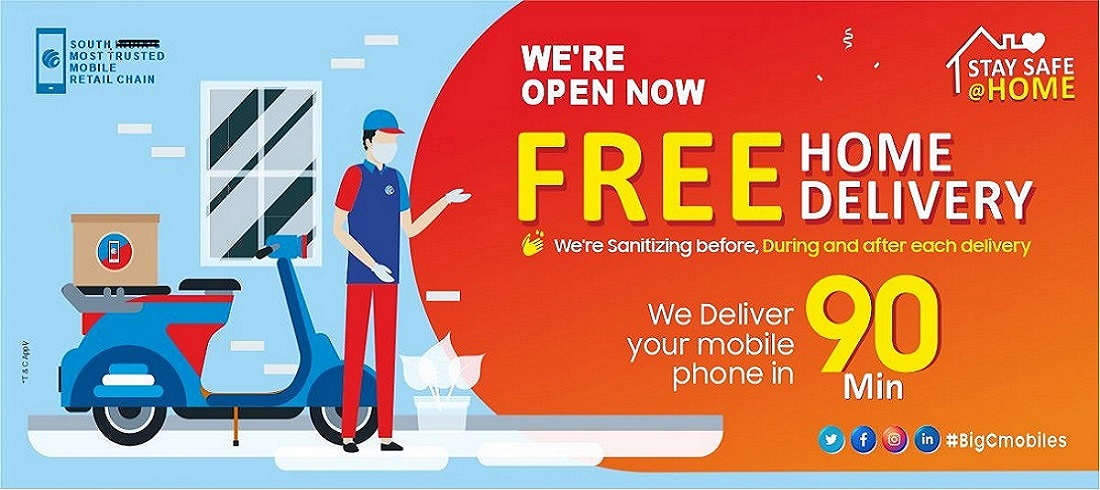 SOUTH
MOST TRUSTED
MOBILE
RETAIL CHAIN
WE'RE
OPEN NOW
STAY SAFE
@HOME
FREE HOME
DELIVERY
We're Sanitizing before, During and after each delivery
We Deliver
your mobile
phone in
90
Min
*T & C Apply
#BigCmobiles